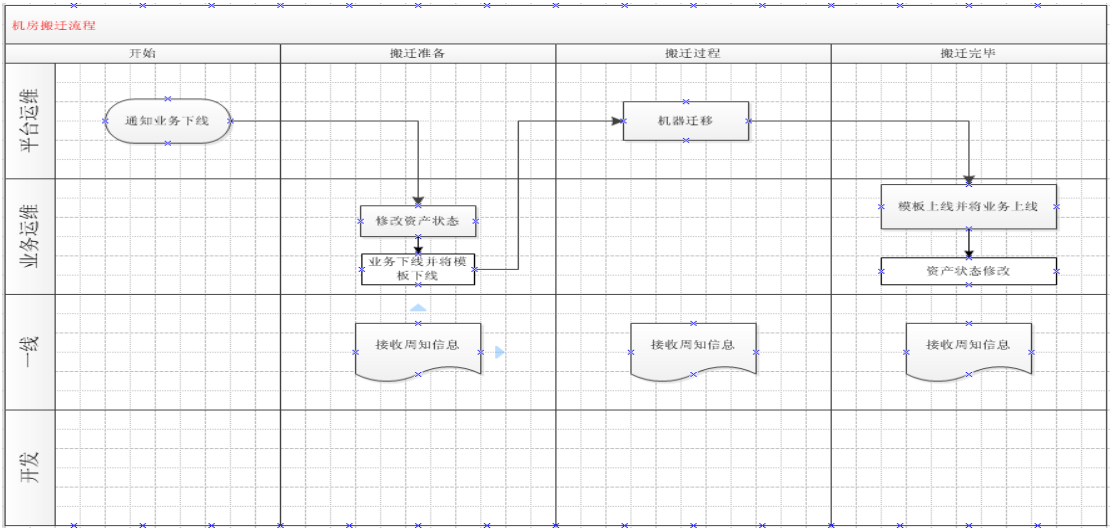 机房搬迁流程
开始
搬迁准备
搬迁过程
搬迁完毕
平台运维
通知业务下线
机器迁移
业务运维
修改资产状态
业务下线并将模
板下线
模板上线并将业务上线
资产状态修改
一线
接收周知信息
接收周知信息
接收周知信息
开发